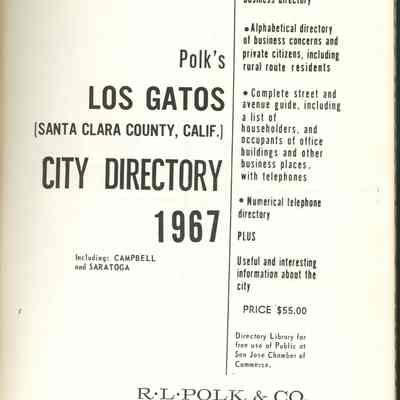 Polk's
LOS GATOS
(SANTA CLARA COUNTY, CALIF.)
CITY DIRECTORY
1967
Including: CAMPBELL
and SARATOGA
Business Directory
• Alphabetical directory
of business concerns and
private citizens, including
rural route residents
• Complete street and
avenue guide, including
a list of
householders, and
occupants of office
buildings and other
business places,
with telephones
• Numerical telephone
directory
PLUS
Useful and interesting
information about the
city
PRICE $55.00
Directory Library for
free use of Public at
San Jose Chamber of
Commerce.
R·L·POLK & CO.